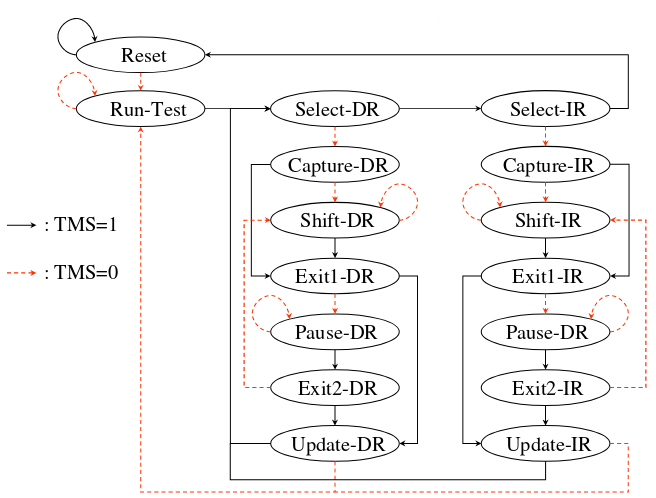 Reset
Run-Test
Select-DR
Select-IR
Capture-DR
Capture-IR
Shift-DR
Shift-IR
: TMS=1
Exit1-DR
Exit1-IR
: TMS=0
Pause-DR
Pause-DR
Exit2-DR
Exit2-IR
Update-DR
Update-IR